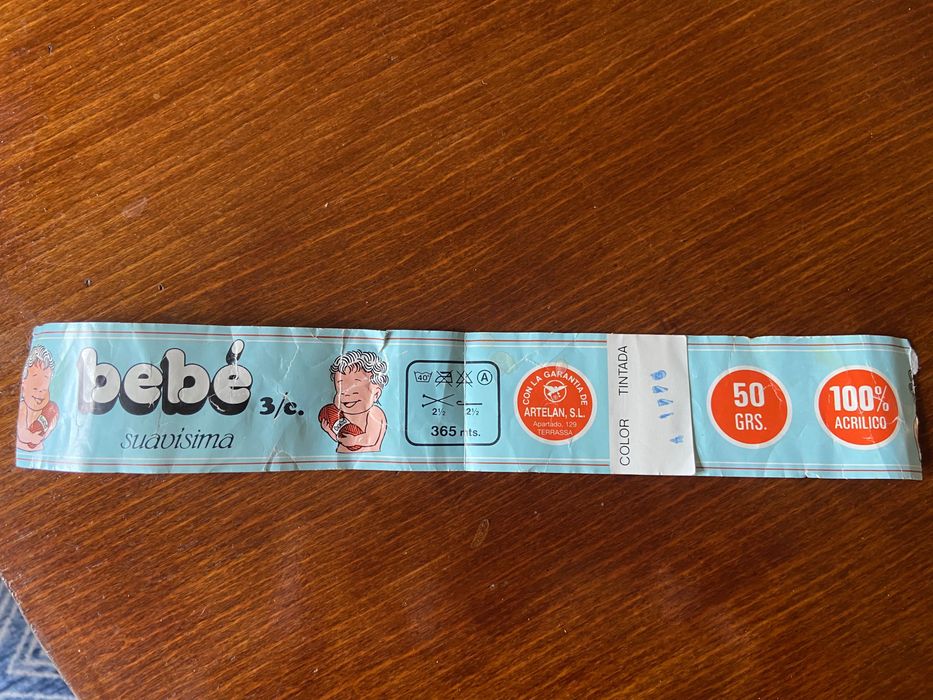 bebé 3/c.
suavisima
40
A
2½ 2½
365 mts.
CON LA GARANTIA DE
ARTELAN, S.L.
Apartado. 129
TERRASSA
COLOR TINTADA
50
GRS.
100%
ACRILICO